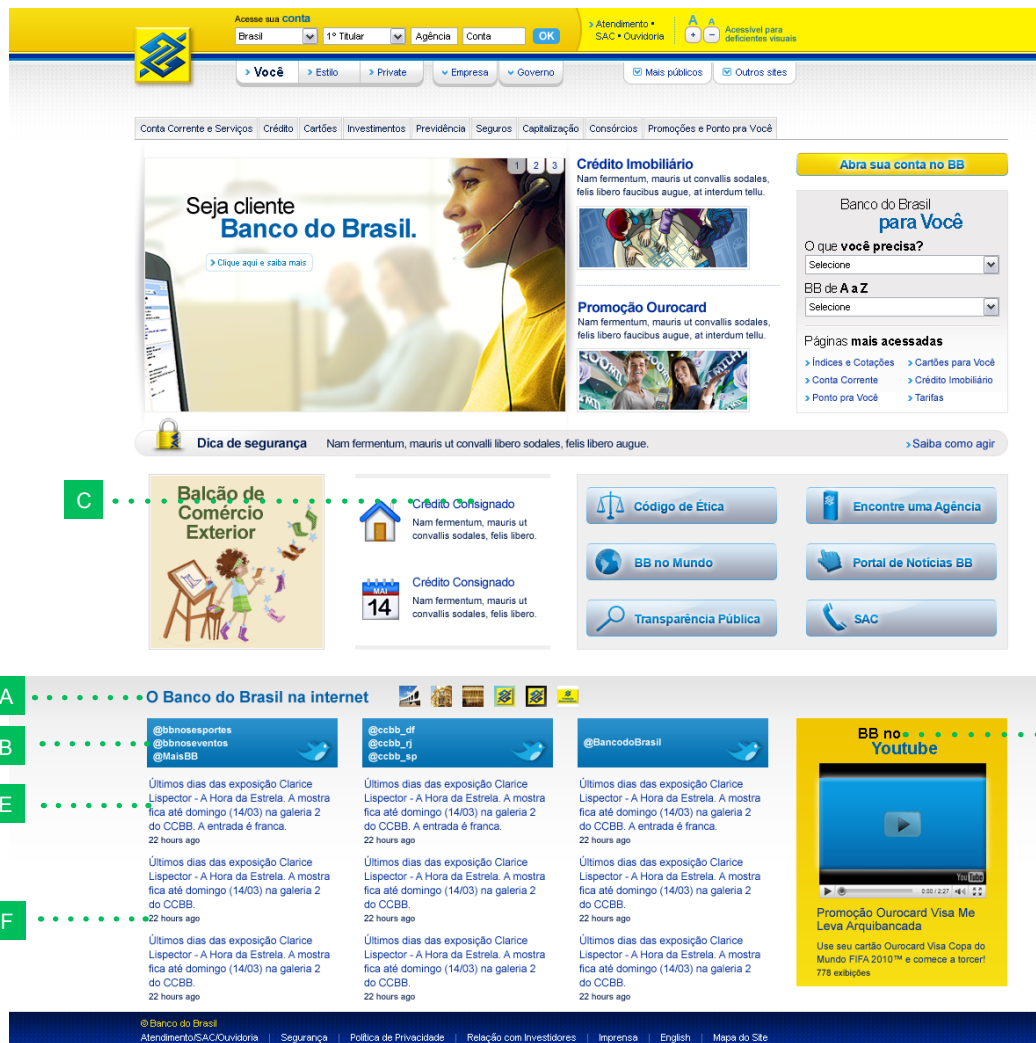 Acesse sua conta
Brasil 1º Titular Agência Conta OK
Atendimento •
SAC • Ouvidoria
A A
+ -
Acessível para
deficientes visuais
Você Estilo Private Empresa Governo Mais públicos Outros sites
Conta Corrente e Serviços Crédito Cartões Investimentos Previdência Seguros Capitalização Consórcios Promoções e Ponto pra Você
1 2 3
Seja cliente
Banco do Brasil.
Clique aqui e saiba mais
Crédito Imobiliário
Nam fermentum, mauris ut convallis sodales,
felis libero faucibus augue, at interdum tellu.
Promoção Ourocard
Nam fermentum, mauris ut convallis sodales,
felis libero faucibus augue, at interdum tellu.
Abra sua conta no BB
Banco do Brasil
para Você
O que você precisa?
Selecione
BB de A a Z
Selecione
Páginas mais acessadas
Índices e Cotações Cartões para Você
Conta Corrente Crédito Imobiliário
Ponto pra Você Tarifas
Dica de segurança Nam fermentum, mauris ut convalli libero sodales, felis libero augue. Saiba como agir
C
Balcão de
Comércio
Exterior
Crédito Consignado
Nam fermentum, mauris ut
convallis sodales, felis libero.
MAI
14
Crédito Consignado
Nam fermentum, mauris ut
convallis sodales, felis libero.
Código de Ética Encontre uma Agência
BB no Mundo Portal de Notícias BB
Transparência Pública SAC
A
O Banco do Brasil na internet
B
@bbnosesportes
@bbnoseventos
@MaisBB
@ccbb_df
@ccbb_rj
@ccbb_sp
@BancodoBrasil
E
Últimos dias das exposição Clarice
Lispector - A Hora da Estrela. A mostra
fica até domingo (14/03) na galeria 2
do CCBB. A entrada é franca.
22 hours ago
Últimos dias das exposição Clarice
Lispector - A Hora da Estrela. A mostra
fica até domingo (14/03) na galeria 2
do CCBB.
F
22 hours ago
Últimos dias das exposição Clarice
Lispector - A Hora da Estrela. A mostra
fica até domingo (14/03) na galeria 2
do CCBB. A entrada é franca.
22 hours ago
Últimos dias das exposição Clarice
Lispector - A Hora da Estrela. A mostra
fica até domingo (14/03) na galeria 2
do CCBB. A entrada é franca.
22 hours ago
Últimos dias das exposição Clarice
Lispector - A Hora da Estrela. A mostra
fica até domingo (14/03) na galeria 2
do CCBB.
22 hours ago
Últimos dias das exposição Clarice
Lispector - A Hora da Estrela. A mostra
fica até domingo (14/03) na galeria 2
do CCBB. A entrada é franca.
22 hours ago
Últimos dias das exposição Clarice
Lispector - A Hora da Estrela. A mostra
fica até domingo (14/03) na galeria 2
do CCBB. A entrada é franca.
22 hours ago
Últimos dias das exposição Clarice
Lispector - A Hora da Estrela. A mostra
fica até domingo (14/03) na galeria 2
do CCBB.
22 hours ago
Últimos dias das exposição Clarice
Lispector - A Hora da Estrela. A mostra
fica até domingo (14/03) na galeria 2
do CCBB. A entrada é franca.
22 hours ago
BB no
Youtube
You Tube
0:00 / 2:27
Promoção Ourocard Visa Me
Leva Arquibancada
Use seu cartão Ourocard Visa Copa do
Mundo FIFA 2010™ e comece a torcer!
778 exibições
© Banco do Brasil
Atendimento/SAC/Ouvidoria | Segurança | Política de Privacidade | Relação com Investidores | Imprensa | English | Mapa do Site